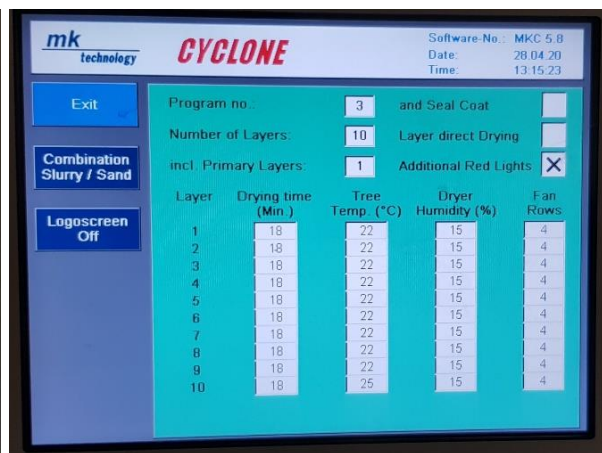 mk technology CYCLONE Software-No.: MKC 5.8
Date: 28.04.20
Time: 13:15:23
Exit
Combination Slurry / Sand
Logoscreen Off
Program no.: 3 and Seal Coat
Number of Layers: 10 Layer direct Drying
incl. Primary Layers: 1 Additional Red Lights X
Layer Drying time (Min.) Tree Temp. (°C) Dryer Humidity (%) Fan Rows
1 18 22 15 4
2 18 22 15 4
3 18 22 15 4
4 18 22 15 4
5 18 22 15 4
6 18 22 15 4
7 18 22 15 4
8 18 22 15 4
9 18 22 15 4
10 18 25 15 4